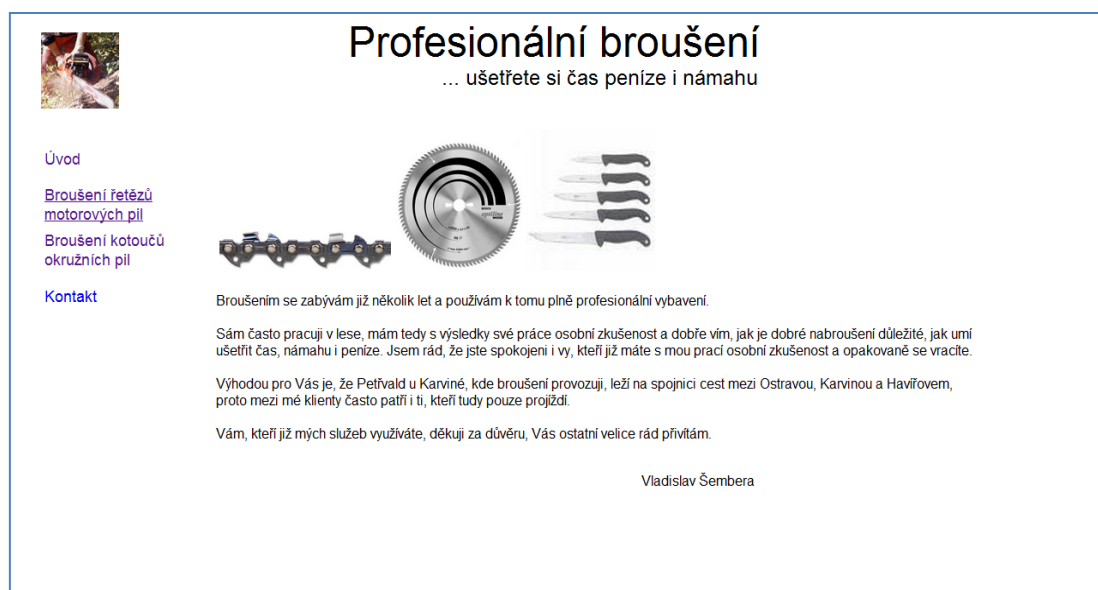 Profesionální broušení
... ušetřete si čas peníze i námahu
Úvod
Broušení řetězů
motorových pil
Broušení kotoučů
okružních pil
Kontakt
Broušením se zabývám již několik let a používám k tomu plně profesionální vybavení.
Sám často pracuji v lese, mám tedy s výsledky své práce osobní zkušenost a dobře vím, jak je dobré nabroušení důležité, jak umí
ušetřit čas, námahu i peníze. Jsem rád, že jste spokojeni i vy, kteří již máte s mou prací osobní zkušenost a opakovaně se vracíte.
Výhodou pro Vás je, že Petřvald u Karviné, kde broušení provozuji, leží na spojnici cest mezi Ostravou, Karvinou a Havířovem,
proto mezi mé klienty často patří i ti, kteří tudy pouze projíždí.
Vám, kteří již mých služeb využíváte, děkuji za důvěru, Vás ostatní velice rád přivítám.
Vladislav Šembera